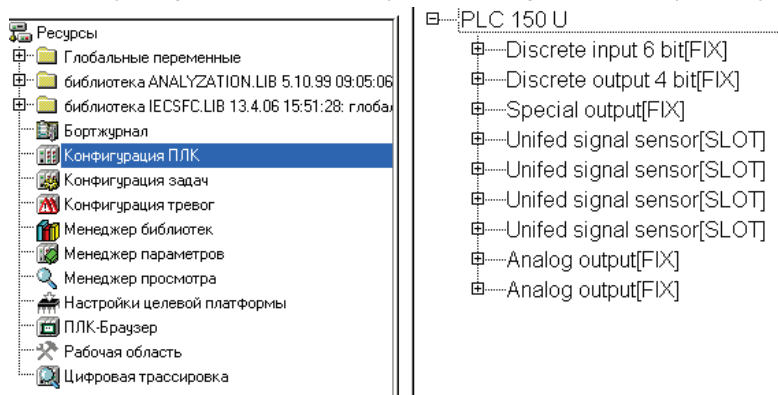 Ресурсы
Глобальные переменные
библиотека ANALYZATION.LIB 5.10.99 09:05:06
библиотека IECSFC.LIB 13.4.06 15:51:28: глоба
Бортжурнал
Конфигурация ПЛК
Конфигурация задач
Конфигурация тревог
Менеджер библиотек
Менеджер параметров
Менеджер просмотра
Настройки целевой платформы
ПЛК-Браузер
Рабочая область
Цифровая трассировка
PLC 150 U
Discrete input 6 bit[FIX]
Discrete output 4 bit[FIX]
Special output[FIX]
Unifed signal sensor[SLOT]
Unifed signal sensor[SLOT]
Unifed signal sensor[SLOT]
Unifed signal sensor[SLOT]
Analog output[FIX]
Analog output[FIX]